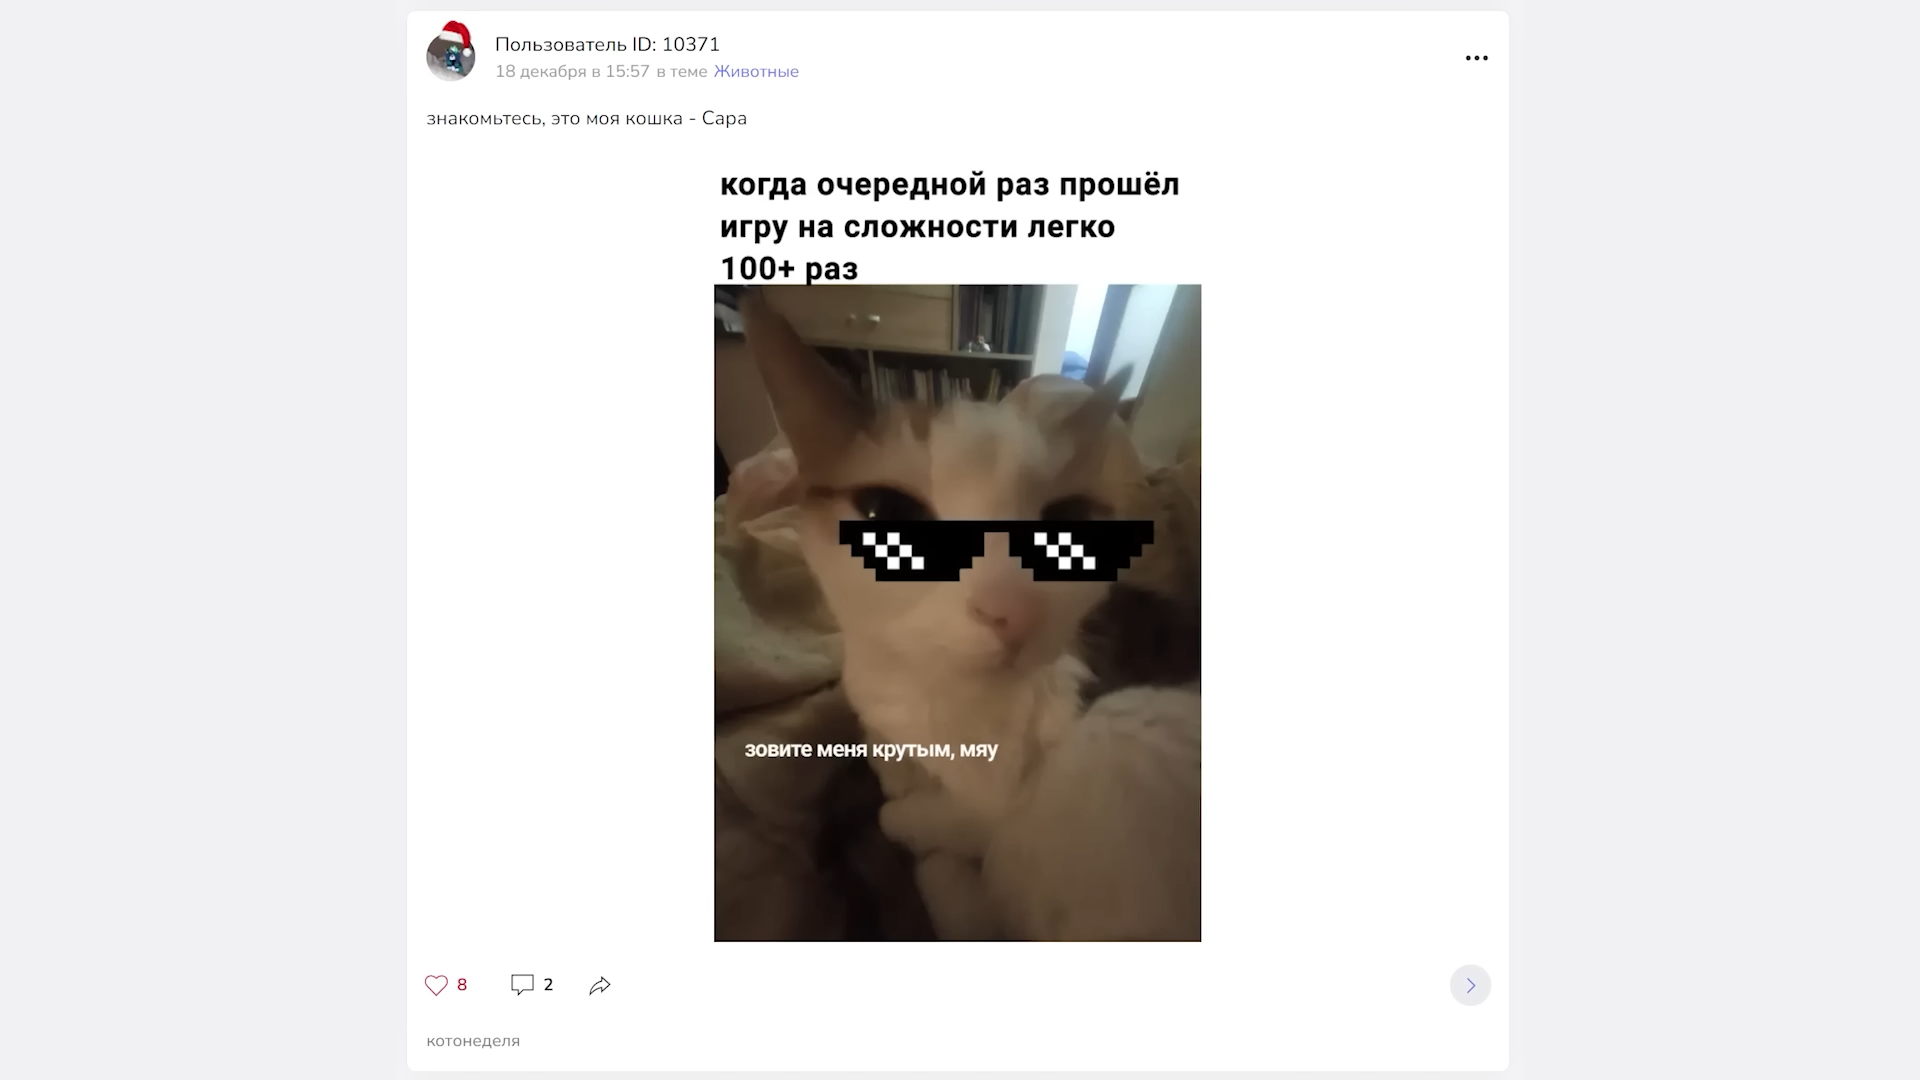 Пользователь ID: 10371
18 декабря в 15:57 в теме Животные
знакомьтесь, это моя кошка - Сара
когда очередной раз прошёл
игру на сложности легко
100+ раз
зовите меня крутым, мяу
8
2
котонеделя